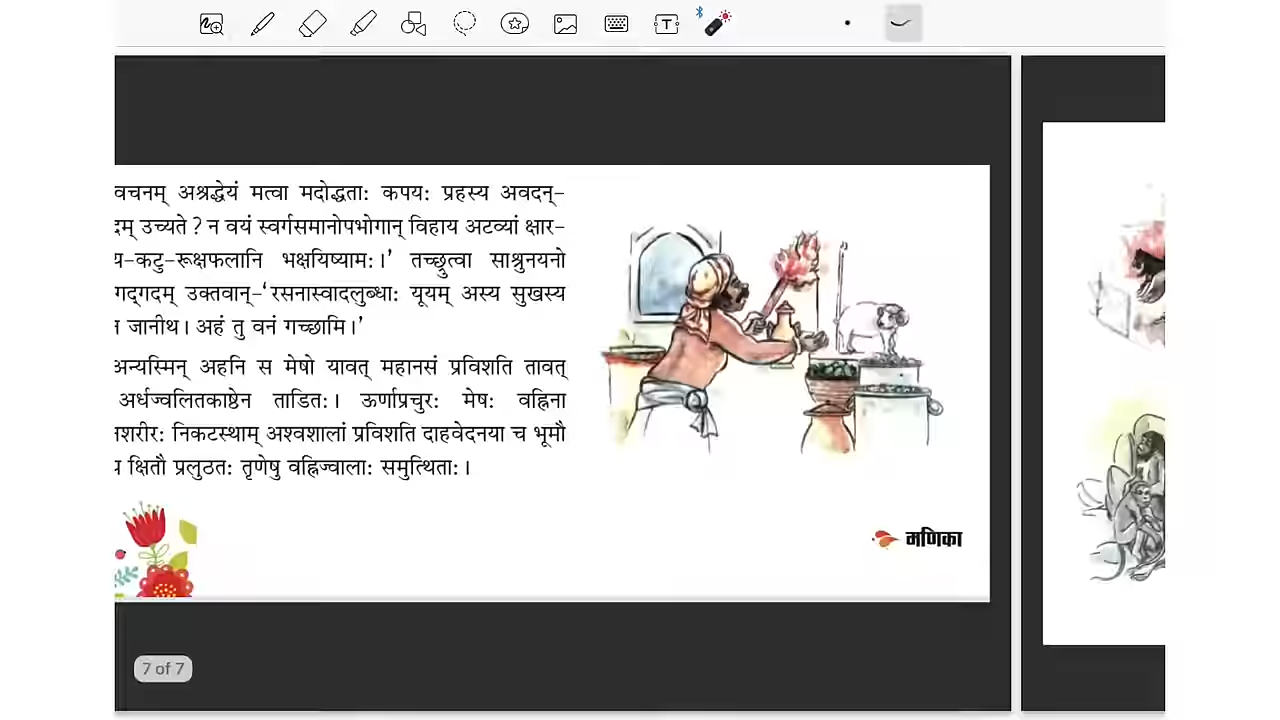 वचनम् अश्रद्धेयं मत्वा मदोद्धताः कपयः प्रहस्य अवदन्-
उच्यते ? न वयं स्वर्गसमानोपभोगान् विहाय अटव्यां क्षार-
कटु-रूक्षफलानि भक्षयिष्यामः।’ तच्छ्रुत्वा साश्रुनयनो
गद्‌गदम् उक्तवान्-‘रसनास्वादलुब्धाः यूयम् अस्य सुखस्य
जानीथ। अहं तु वनं गच्छामि।’
अन्यस्मिन् अहनि स मेषो यावत् महानसं प्रविशति तावत्
अर्धज्वलितकाष्ठेन ताडितः। ऊर्णाप्रचुरः मेषः वह्निना
निकटस्थाम् अश्वशालां प्रविशति दाहवेदनया च भूमौ
क्षितौ प्रलुठतः तृणेषु वह्निज्वालाः समुत्थिताः।
मणिका
7 of 7
T